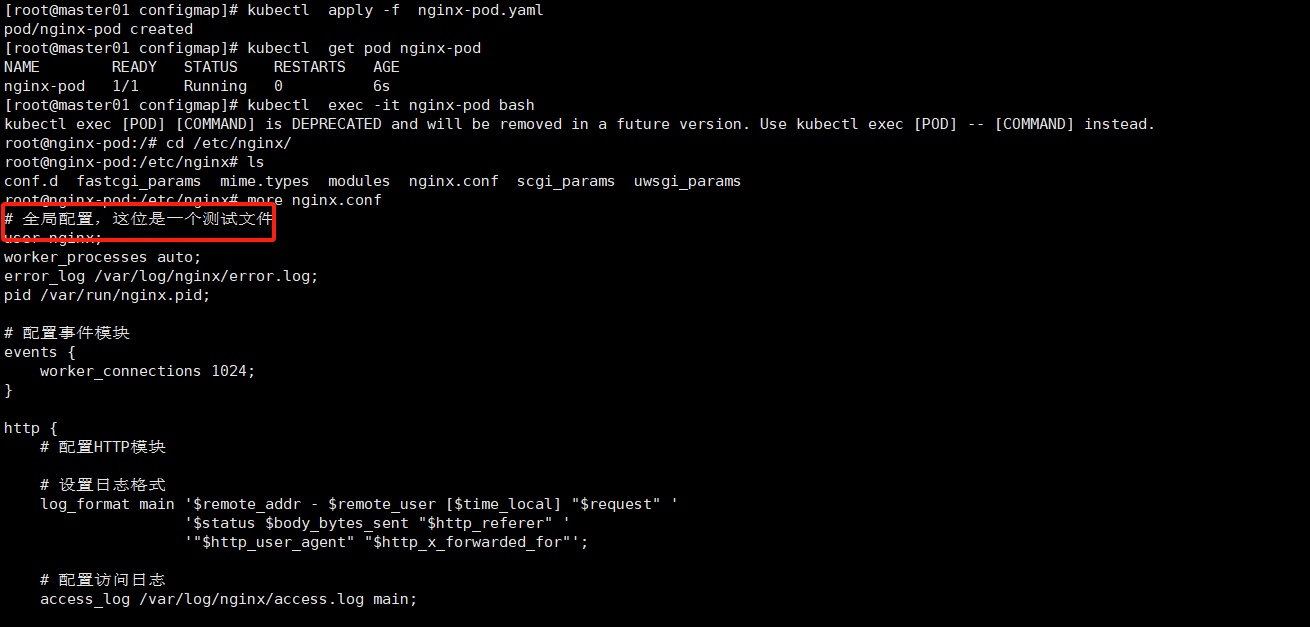 [root@master01 configmap]# kubectl  apply -f  nginx-pod.yaml
pod/nginx-pod created
[root@master01 configmap]# kubectl  get pod nginx-pod
NAME        READY   STATUS    RESTARTS   AGE
nginx-pod   1/1     Running   0          6s
[root@master01 configmap]# kubectl  exec -it nginx-pod bash
kubectl exec [POD] [COMMAND] is DEPRECATED and will be removed in a future version. Use kubectl exec [POD] -- [COMMAND] instead.
root@nginx-pod:/# cd /etc/nginx/
root@nginx-pod:/etc/nginx# ls
conf.d  fastcgi_params  mime.types  modules  nginx.conf  scgi_params  uwsgi_params
root@nginx-pod:/etc/nginx# more nginx.conf
# 全局配置，这位是一个测试文件
user nginx;
worker_processes auto;
error_log /var/log/nginx/error.log;
pid /var/run/nginx.pid;

# 配置事件模块
events {
    worker_connections 1024;
}

http {
    # 配置HTTP模块

    # 设置日志格式
    log_format main '$remote_addr - $remote_user [$time_local] "$request" '
                    '$status $body_bytes_sent "$http_referer" '
                    '"$http_user_agent" "$http_x_forwarded_for"';

    # 配置访问日志
    access_log /var/log/nginx/access.log main;